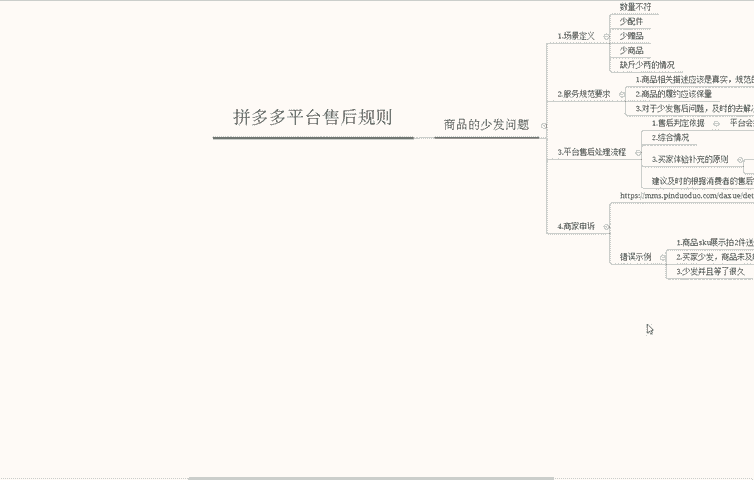 拼多多平台售后规则
商品的少发问题
1.场景定义
数量不符
少配件
少赠品
少商品
缺斤少两的情况
2.服务规范要求
1.商品相关描述应该是真实，规范的
2.商品的履约应该保量
3.对于少发售后问题，及时的去解
3.平台售后处理流程
1.售后判定依据
平台会
2.综合情况
3.买家体验补充的原则
建议及时的根据消费者的售后
4.商家申诉
https://mms.pinduoduo.com/daxue/det
错误示例
1.商品sku展示拍2件送
2.买家少发，商品未及
3.少发并且等了很久